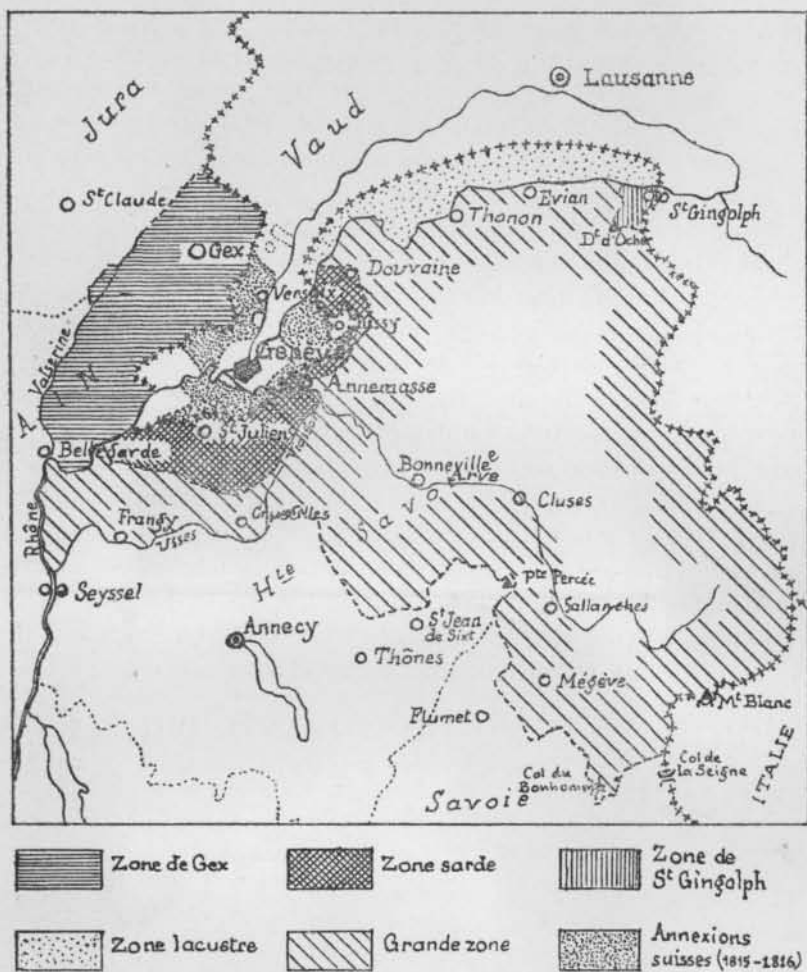 Lausanne
Jura
Vaud
St Claude
Evian
Thonon
St Gingolph
Dt d'Oche
Gex
Douvaine
Versoix
Jussy
Genève
Valserine
AIN
Annemasse
St Julien
Bellegarde
Bonneville
Arve
Cluses
Rhône
Frangy
Usses
Cruseilles
Hte Sav
Pte Percée
Seyssel
Sallanches
Annecy
St Jean
de Sixt
Thônes
Mégève
Mt Blanc
Flumet
Col de
la Seigne
Col du
Bonhomme
ITALIE
Savoie
Zone de Gex
Zone sarde
Zone de
St Gingolph
Zone lacustre
Grande zone
Annexions
suisses (1815-1816)